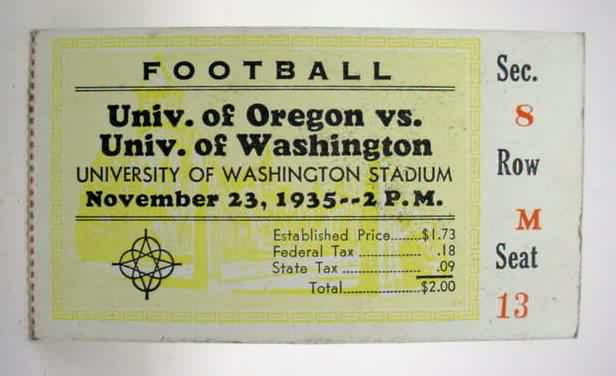 FOOTBALL
Univ. of Oregon vs.
Univ. of Washington
UNIVERSITY OF WASHINGTON STADIUM
November 23, 1935--2 P.M.
Established Price......$1.73
Federal Tax ................ .18
State Tax .................... .09
Total......................$2.00
Sec.
8
Row
M
Seat
13